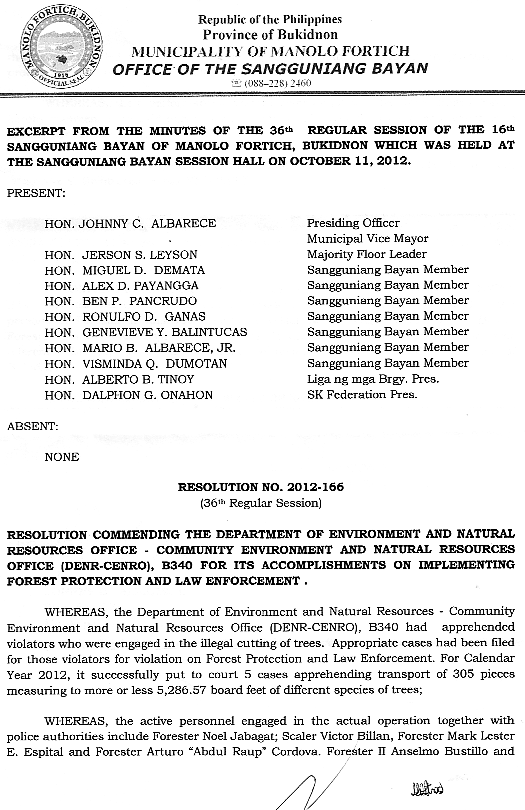 MANOLO FORTICH, BUKIDNON
OFFICIAL SEAL
Republic of the Philippines
Province of Bukidnon
MUNICIPALITY OF MANOLO FORTICH
OFFICE OF THE SANGGUNIANG BAYAN
☏ (088–228) 2460
EXCERPT FROM THE MINUTES OF THE 36th REGULAR SESSION OF THE 16th
SANGGUNIANG BAYAN OF MANOLO FORTICH, BUKIDNON WHICH WAS HELD AT
THE SANGGUNIANG BAYAN SESSION HALL ON OCTOBER 11, 2012.
PRESENT:
HON. JOHNNY C. ALBARECE Presiding Officer
Municipal Vice Mayor
HON. JERSON S. LEYSON Majority Floor Leader
HON. MIGUEL D. DEMATA Sangguniang Bayan Member
HON. ALEX D. PAYANGGA Sangguniang Bayan Member
HON. BEN P. PANCRUDO Sangguniang Bayan Member
HON. RONULFO D. GANAS Sangguniang Bayan Member
HON. GENEVIEVE Y. BALINTUCAS Sangguniang Bayan Member
HON. MARIO B. ALBARECE, JR. Sangguniang Bayan Member
HON. VISMINDA Q. DUMOTAN Sangguniang Bayan Member
HON. ALBERTO B. TINOY Liga ng mga Brgy. Pres.
HON. DALPHON G. ONAHON SK Federation Pres.
ABSENT:
NONE
RESOLUTION NO. 2012-166
(36th Regular Session)
RESOLUTION COMMENDING THE DEPARTMENT OF ENVIRONMENT AND NATURAL
RESOURCES OFFICE - COMMUNITY ENVIRONMENT AND NATURAL RESOURCES
OFFICE (DENR-CENRO), B340 FOR ITS ACCOMPLISHMENTS ON IMPLEMENTING
FOREST PROTECTION AND LAW ENFORCEMENT .
WHEREAS, the Department of Environment and Natural Resources - Community
Environment and Natural Resources Office (DENR-CENRO), B340 had apprehended
violators who were engaged in the illegal cutting of trees. Appropriate cases had been filed
for those violators for violation on Forest Protection and Law Enforcement. For Calendar
Year 2012, it successfully put to court 5 cases apprehending transport of 305 pieces
measuring to more or less 5,286.57 board feet of different species of trees;
WHEREAS, the active personnel engaged in the actual operation together with
police authorities include Forester Noel Jabagat; Scaler Victor Billan, Forester Mark Lester
E. Espital and Forester Arturo “Abdul Raup” Cordova. Forester II Anselmo Bustillo and